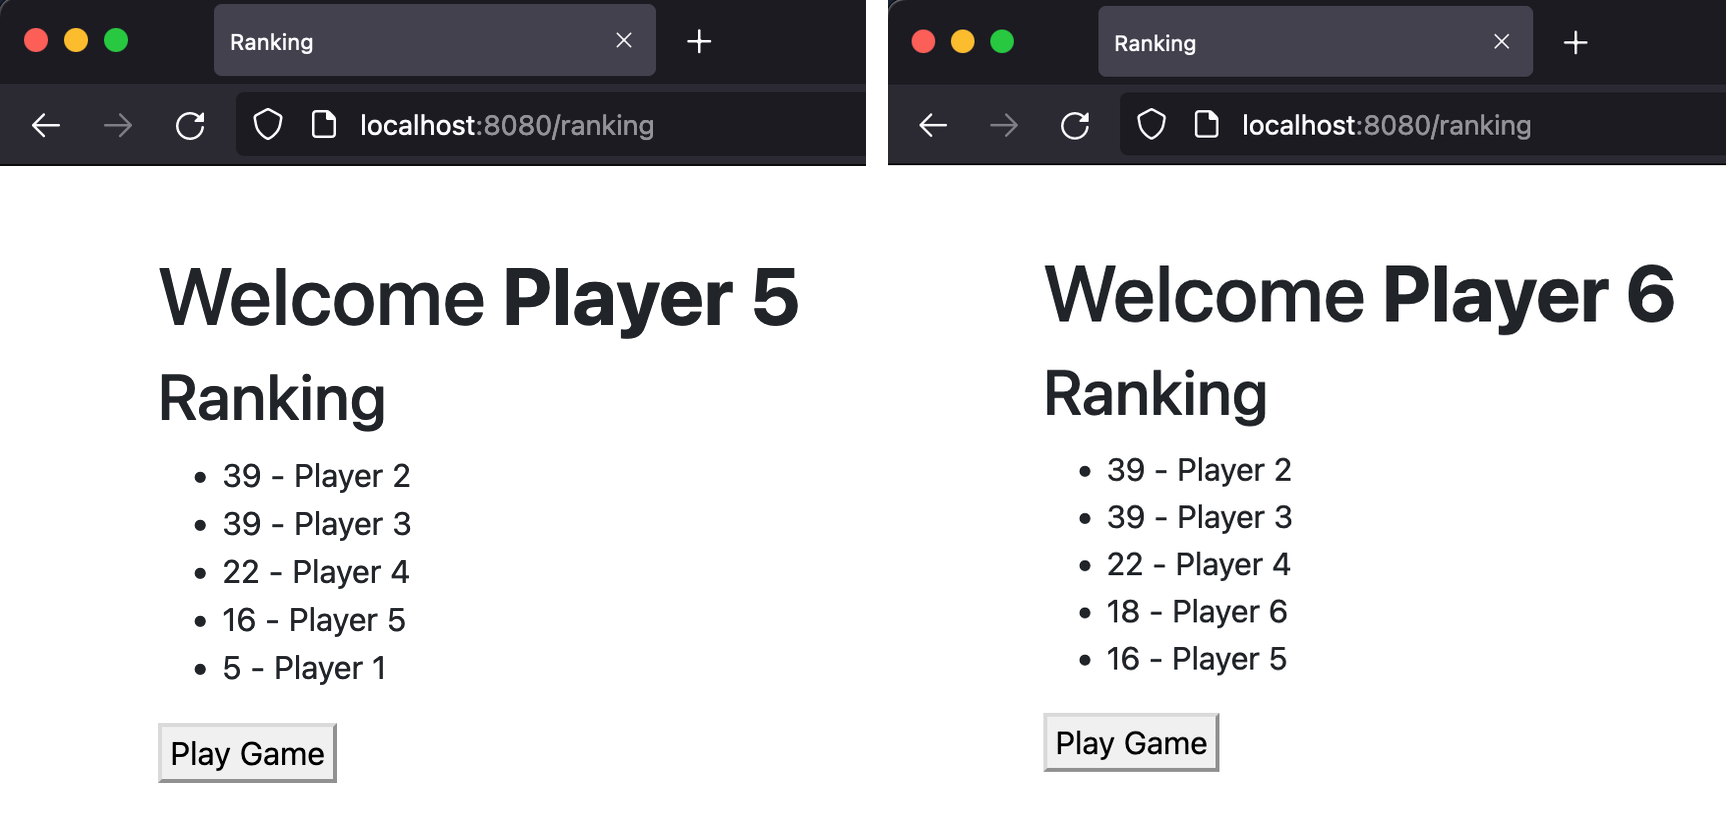 Ranking
localhost:8080/ranking
Welcome Player 5
Ranking
39 - Player 2
39 - Player 3
22 - Player 4
16 - Player 5
5 - Player 1
Play Game
Ranking
localhost:8080/ranking
Welcome Player 6
Ranking
39 - Player 2
39 - Player 3
22 - Player 4
18 - Player 6
16 - Player 5
Play Game